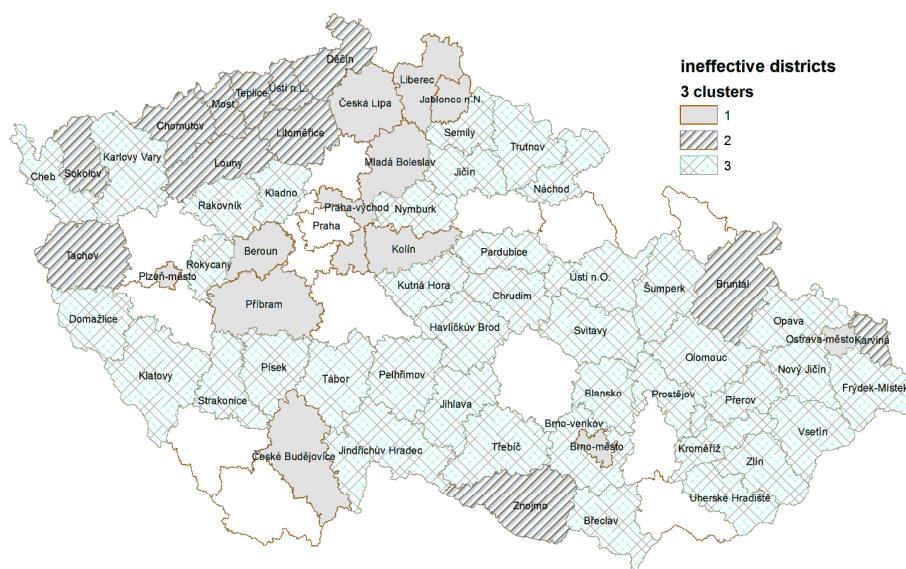 ineffective districts
3 clusters
1
2
3
Děčín
Liberec
Ústí n.L.
Teplice
Most
Česká Lípa
Jablonec n.N.
Chomutov
Litoměřice
Semily
Trutnov
Karlovy Vary
Louny
Mladá Boleslav
Jičín
Cheb
Sokolov
Kladno
Náchod
Rakovník
Praha-východ
Nymburk
Praha
Tachov
Beroun
Kolín
Pardubice
Rokycany
Plzeň-město
Ústí n.O.
Bruntál
Kutná Hora
Šumperk
Chrudim
Příbram
Domažlice
Opava
Havlíčkův Brod
Svitavy
Ostrava-město
Karviná
Olomouc
Písek
Klatovy
Tábor
Pelhřimov
Nový Jičín
Frýdek-Místek
Strakonice
Jihlava
Blansko
Prostějov
Přerov
Brno-venkov
Vsetín
České Budějovice
Jindřichův Hradec
Třebíč
Brno-město
Kroměříž
Zlín
Uherské Hradiště
Znojmo
Břeclav